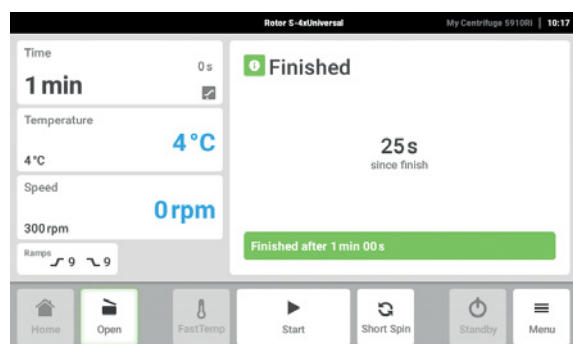 Rotor S-4xUniversal
My Centrifuge 5910Ri | 10:17
Time
0 s
1 min
Temperature
4 °C
4 °C
Speed
0 rpm
300 rpm
Ramps
9 9
Finished
25 s
since finish
Finished after 1 min 00 s
Home
Open
FastTemp
Start
Short Spin
Standby
Menu